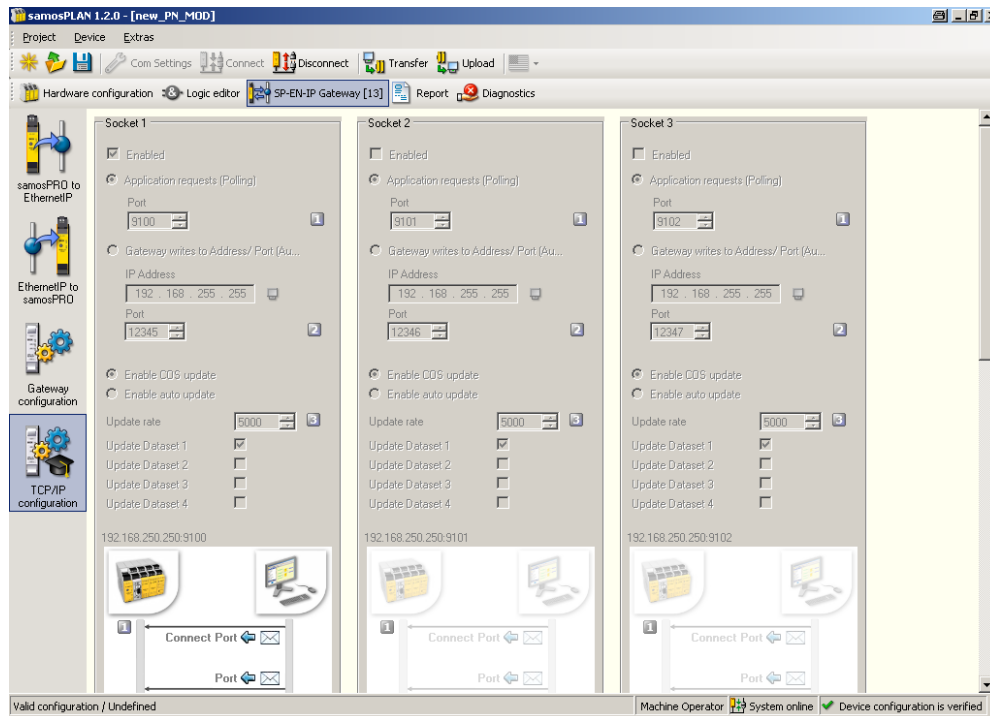 samosPLAN 1.2.0 - [new_PN_MOD]
Project Device Extras
Com Settings Connect Disconnect Transfer Upload
Hardware configuration Logic editor SP-EN-IP Gateway [13] Report Diagnostics
samosPRO to
EthernetIP
EthernetIP to
samosPRO
Gateway
configuration
TCP/IP
configuration
Socket 1
Enabled
Application requests (Polling)
Port
9100
1
Gateway writes to Address/ Port (Au...
IP Address
192 . 168 . 255 . 255
Port
12345
2
Enable COS update
Enable auto update
Update rate 5000 3
Update Dataset 1
Update Dataset 2
Update Dataset 3
Update Dataset 4
192.168.250.250:9100
1
Connect Port
Port
Socket 2
Enabled
Application requests (Polling)
Port
9101
1
Gateway writes to Address/ Port (Au...
IP Address
192 . 168 . 255 . 255
Port
12346
2
Enable COS update
Enable auto update
Update rate 5000 3
Update Dataset 1
Update Dataset 2
Update Dataset 3
Update Dataset 4
192.168.250.250:9101
1
Connect Port
Port
Socket 3
Enabled
Application requests (Polling)
Port
9102
1
Gateway writes to Address/ Port (Au...
IP Address
192 . 168 . 255 . 255
Port
12347
2
Enable COS update
Enable auto update
Update rate 5000 3
Update Dataset 1
Update Dataset 2
Update Dataset 3
Update Dataset 4
192.168.250.250:9102
1
Connect Port
Port
Valid configuration / Undefined
Machine Operator System online Device configuration is verified